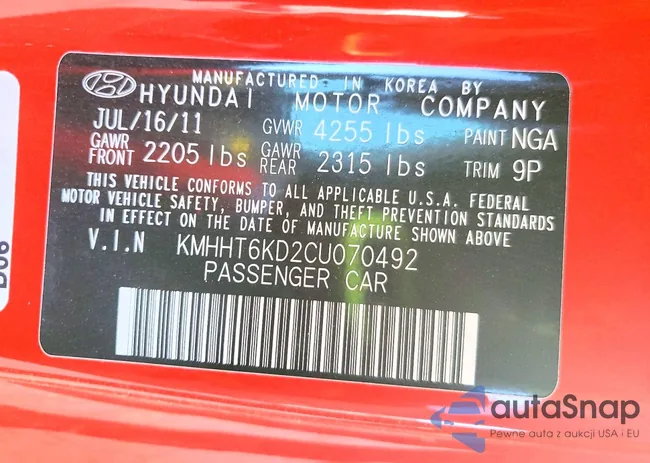 MANUFACTURED IN KOREA BY
HYUNDAI MOTOR COMPANY
JUL/16/11 GVWR 4255 lbs PAINT NGA
GAWR FRONT 2205 lbs GAWR REAR 2315 lbs TRIM 9P
THIS VEHICLE CONFORMS TO ALL APPLICABLE U.S.A. FEDERAL
MOTOR VEHICLE SAFETY, BUMPER, AND THEFT PREVENTION STANDARDS
IN EFFECT ON THE DATE OF MANUFACTURE SHOWN ABOVE
V.I.N KMHHT6KD2CU070492
PASSENGER CAR
autaSnap
Pewne auta z aukcji USA i EU